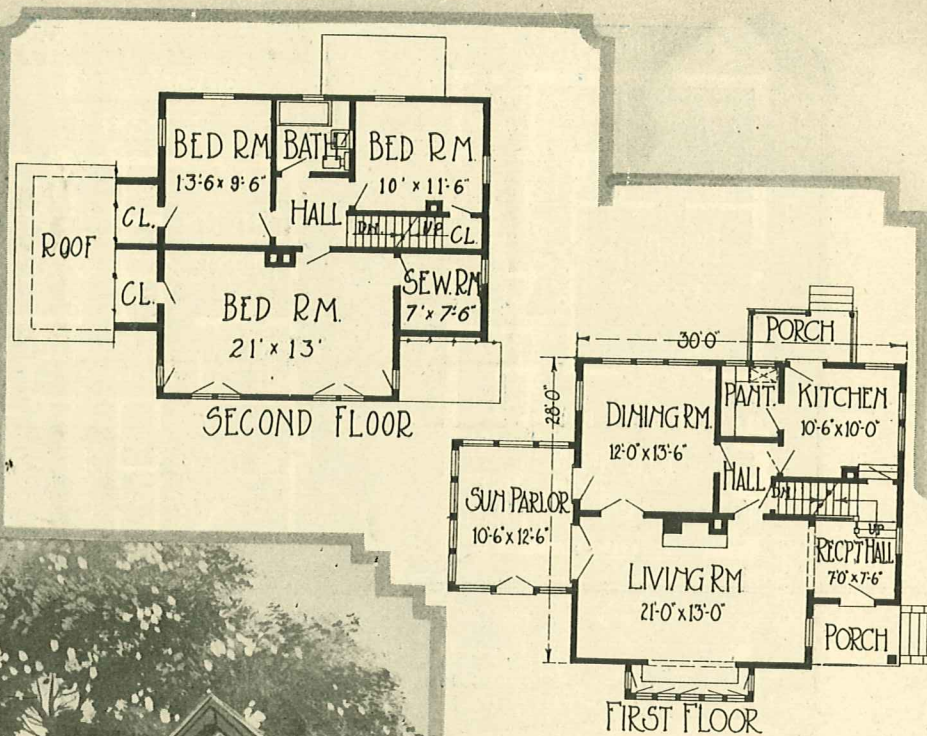 BED RM.
13'-6 x 9'-6"
BATH
BED RM.
10' x 11'-6"
HALL
DN.
UP
CL.
CL.
ROOF
CL.
BED RM.
21' x 13'
SEW. RM
7' x 7'-6"
SECOND FLOOR
30'-0"
PORCH
28'-0"
DINING RM.
12'-0" x 13'-6"
PANT.
KITCHEN
10'-6" x 10'-0"
HALL
DN.
UP
SUN PARLOR
10'-6" x 12'-6"
LIVING RM.
21'-0" x 13'-0"
RECPT HALL
7'-0" x 7'-6"
PORCH
FIRST FLOOR